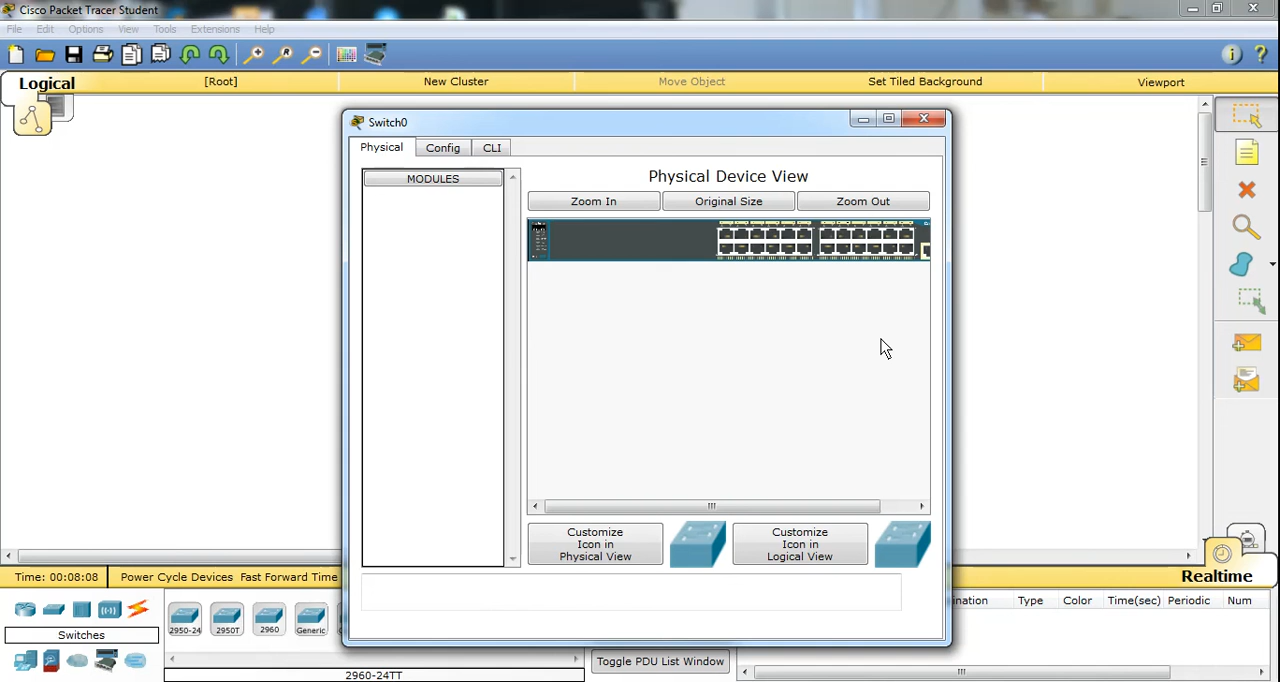 Cisco Packet Tracer Student
File Edit Options View Tools Extensions Help
Logical [Root] New Cluster Move Object Set Tiled Background Viewport
Switch0
Physical Config CLI
MODULES
Physical Device View
Zoom In Original Size Zoom Out
Customize
Icon in
Physical View
Customize
Icon in
Logical View
Time: 00:08:08 Power Cycle Devices Fast Forward Time
Realtime
ination Type Color Time(sec) Periodic Num
Switches
2950-24 2950T 2960 Generic
2960-24TT
Toggle PDU List Window